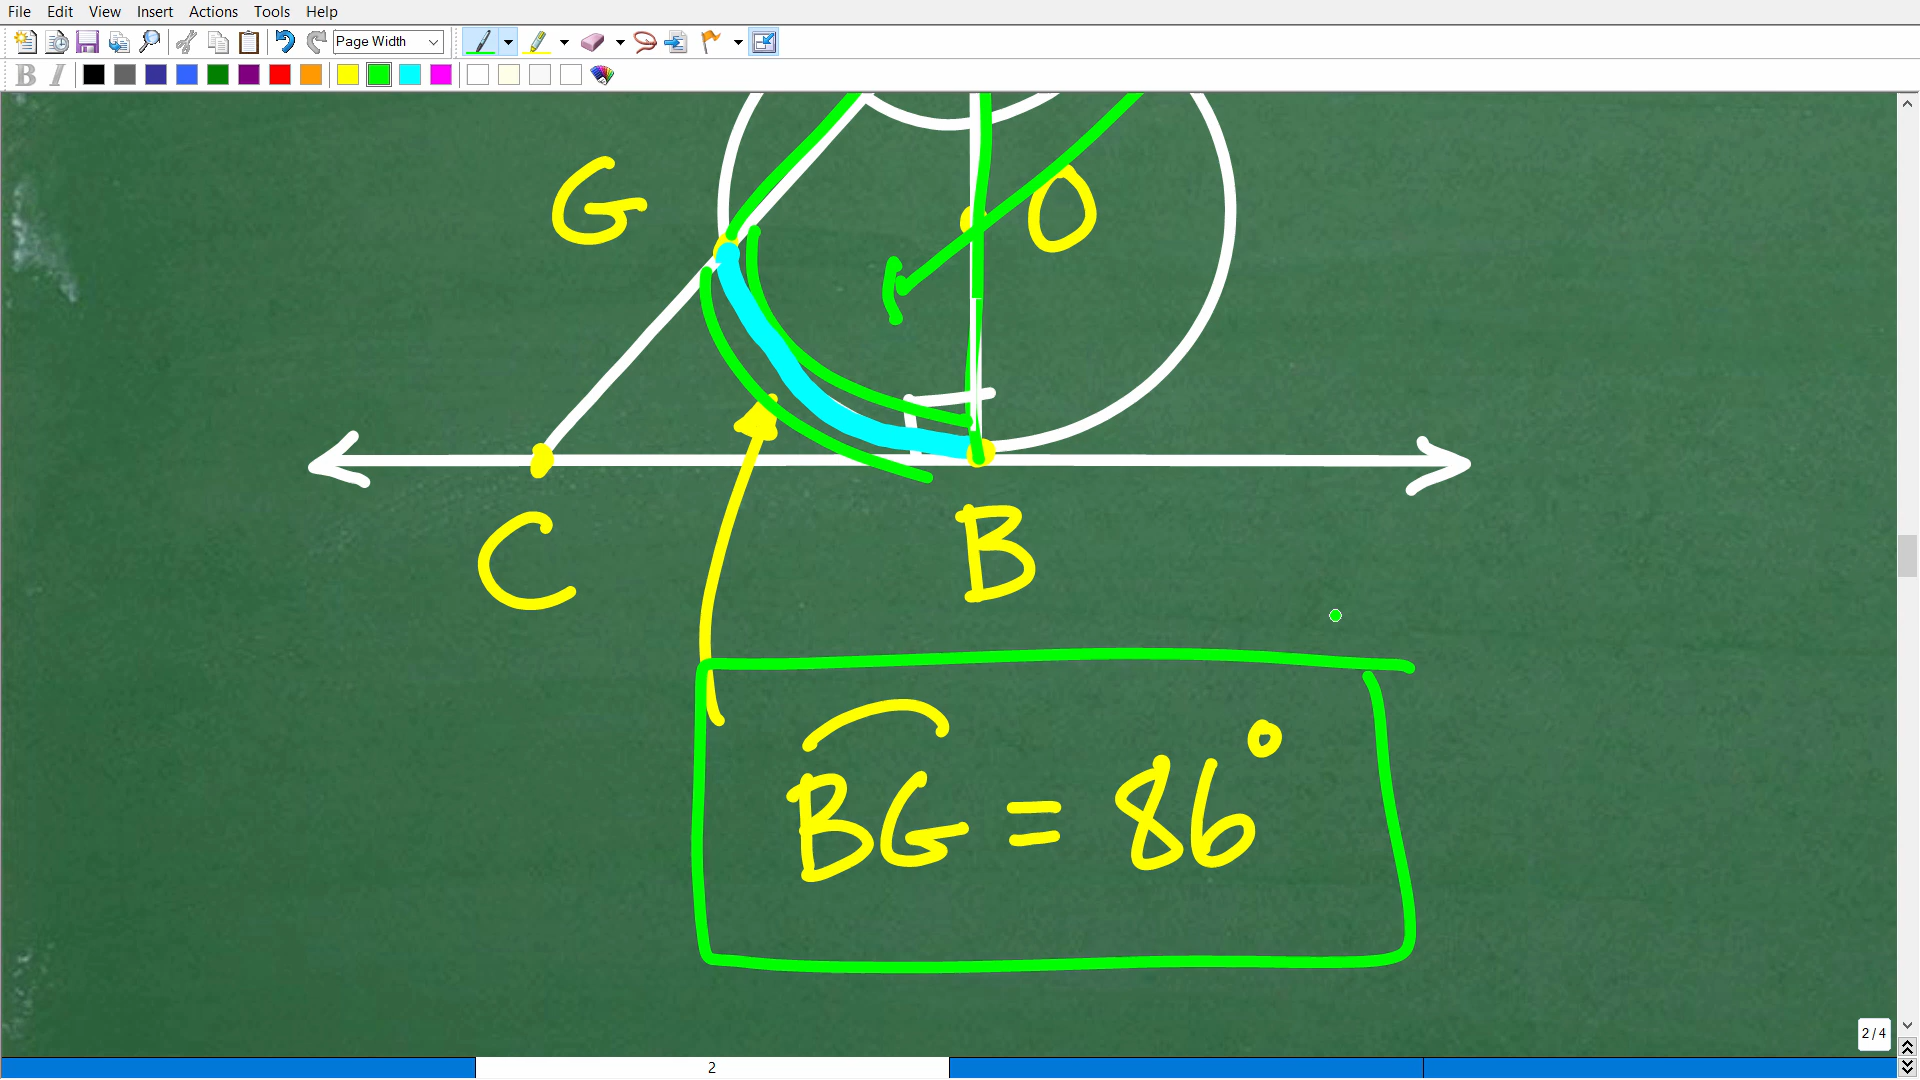 File Edit View Insert Actions Tools Help
Page Width
B I
G O
C B
BG = 86°
2 / 4
2